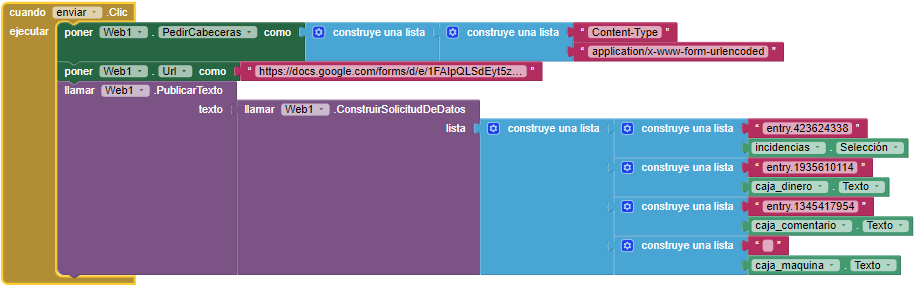 cuando enviar .Clic
ejecutar poner Web1 . PedirCabeceras como construye una lista construye una lista " Content-Type "
" application/x-www-form-urlencoded "
poner Web1 . Url como " https://docs.google.com/forms/d/e/1FAIpQLSdEyt5z... "
llamar Web1 .PublicarTexto
texto llamar Web1 .ConstruirSolicitudDeDatos
lista construye una lista construye una lista " entry.423624338 "
incidencias . Selección
construye una lista " entry.1935610114 "
caja_dinero . Texto
construye una lista " entry.1345417954 "
caja_comentario . Texto
construye una lista " "
caja_maquina . Texto